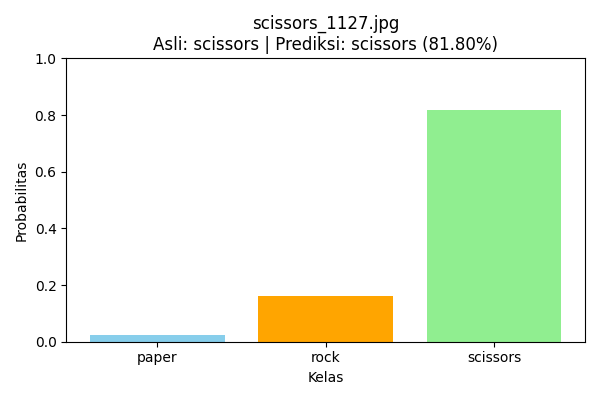 scissors_1127.jpg
Asli: scissors | Prediksi: scissors (81.80%)
1.0
0.8
0.6
0.4
0.2
0.0
Probabilitas
paper rock scissors
Kelas